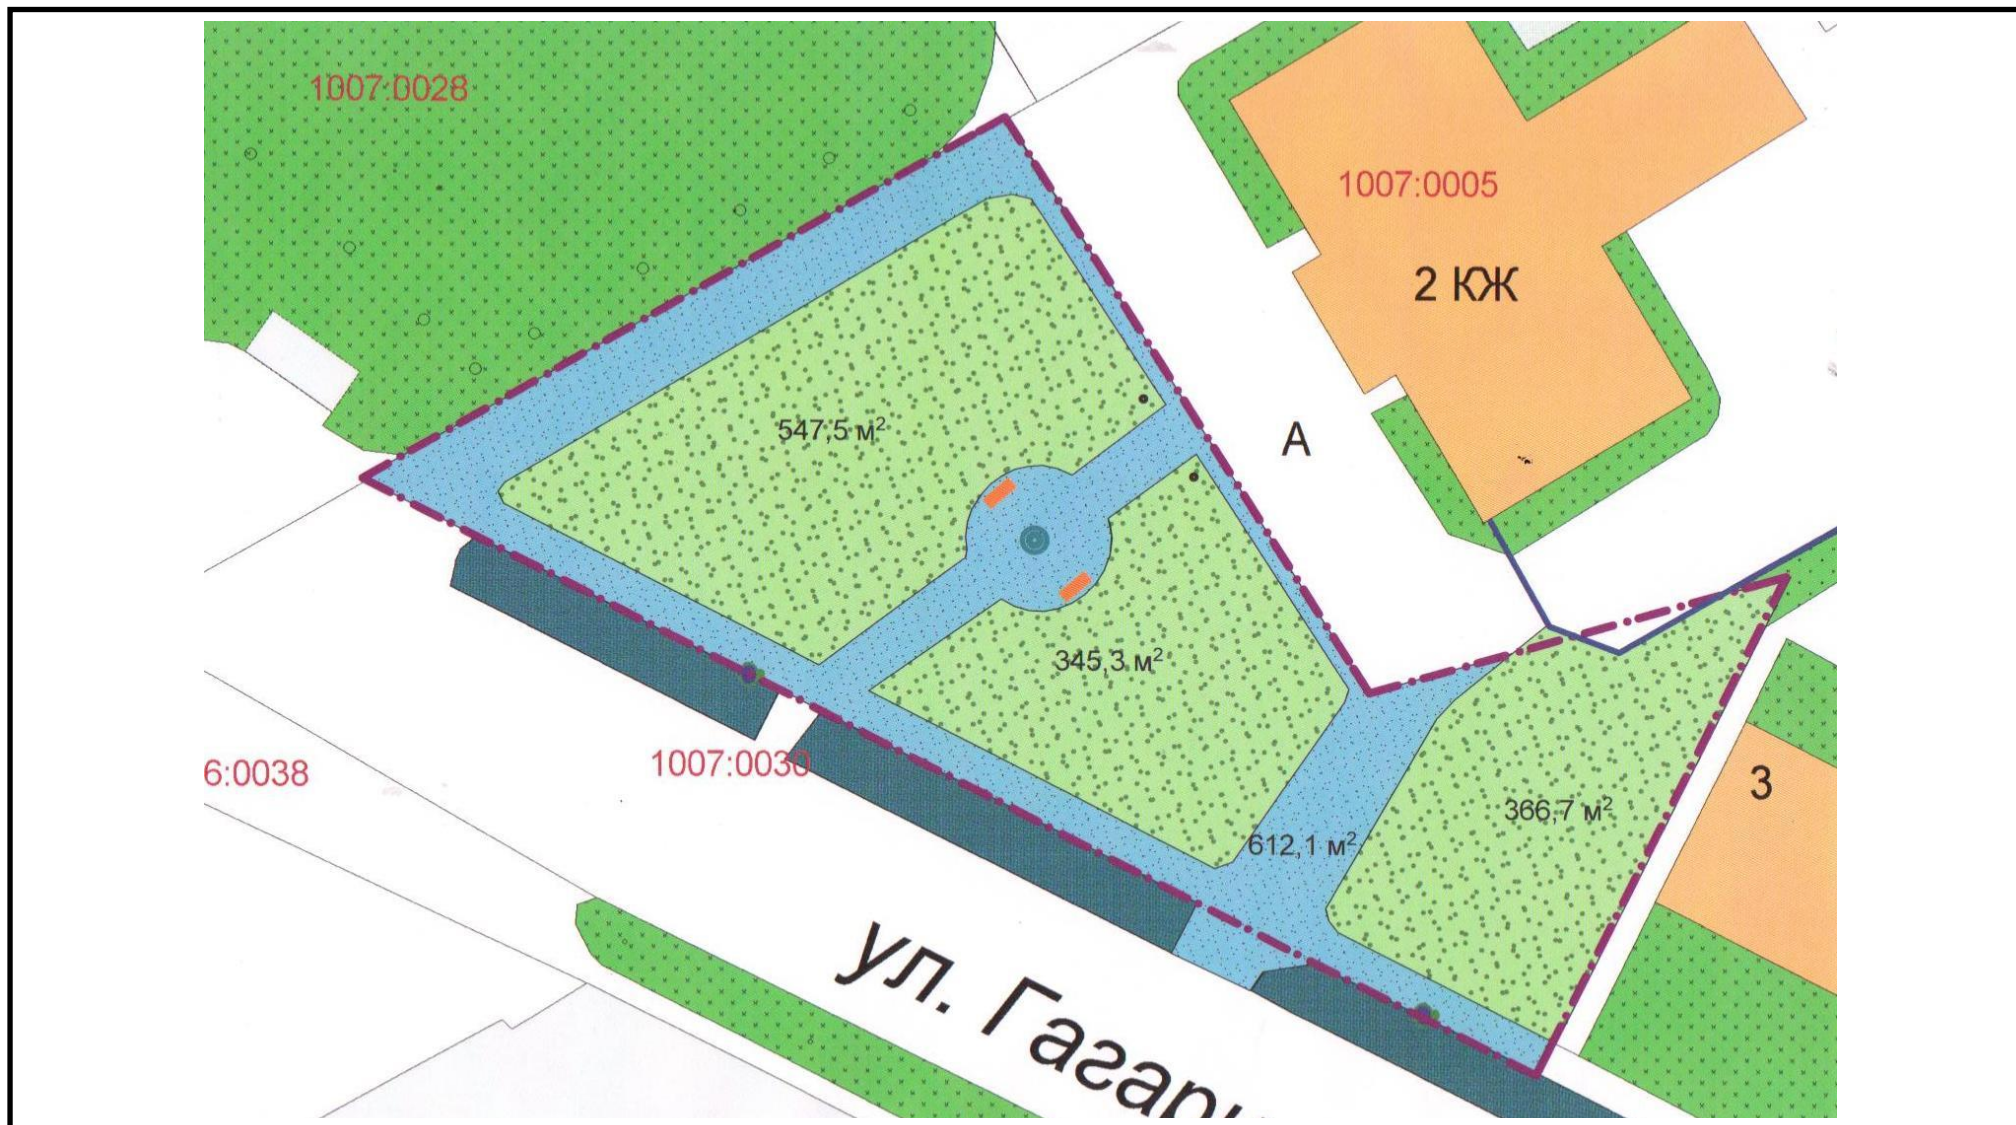 1007:0028
1007:0005
2 КЖ
547,5 м²
А
345,3 м²
1007:0030
6:0038
3
366,7 м²
612,1 м²
ул. Гагари